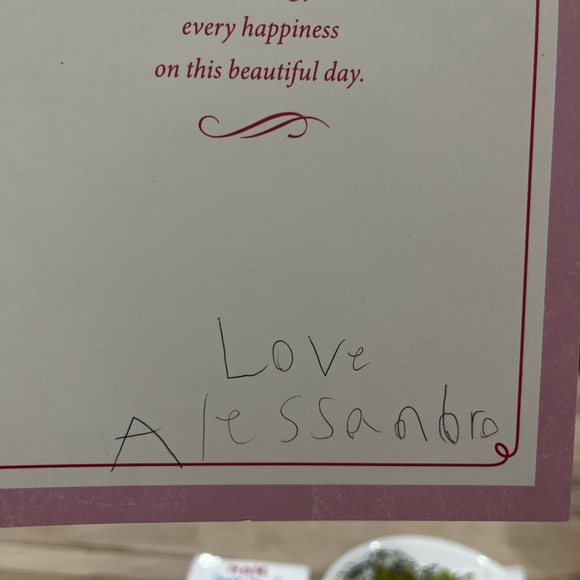 every happiness
on this beautiful day.
Love
Alessanbro